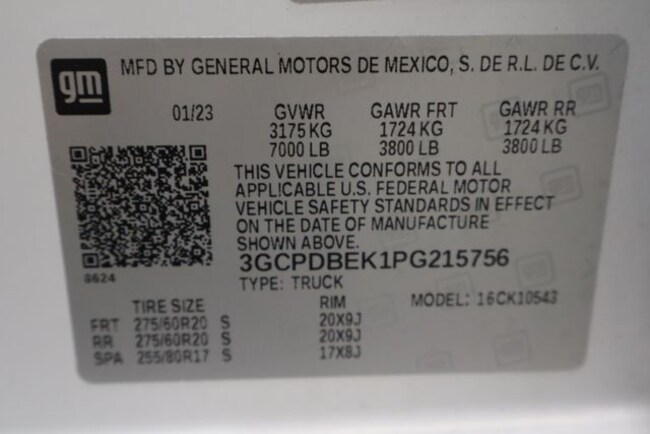 gm MFD BY GENERAL MOTORS DE MEXICO, S. DE R.L. DE C.V.
01/23 GVWR GAWR FRT GAWR RR
3175 KG 1724 KG 1724 KG
7000 LB 3800 LB 3800 LB
THIS VEHICLE CONFORMS TO ALL
APPLICABLE U.S. FEDERAL MOTOR
VEHICLE SAFETY STANDARDS IN EFFECT
ON THE DATE OF MANUFACTURE
SHOWN ABOVE.
3GCPDBEK1PG215756
8624
TYPE: TRUCK
TIRE SIZE RIM MODEL: 16CK10543
FRT 275/60R20 S 20X9J
RR 275/60R20 S 20X9J
SPA 255/80R17 S 17X8J